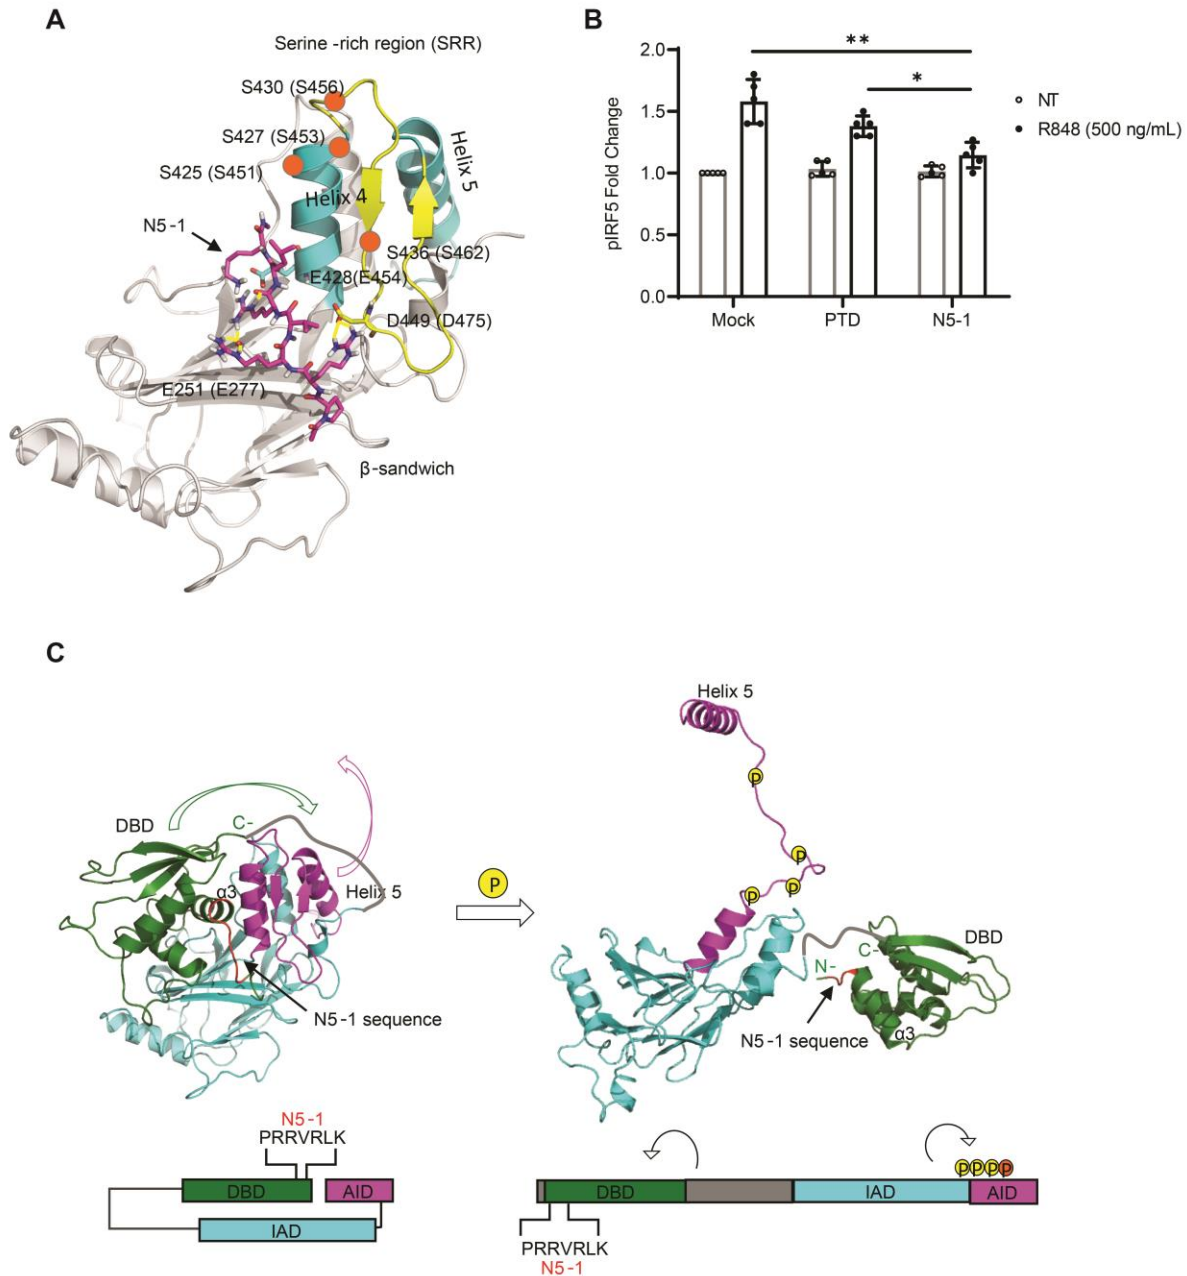 A
Serine -rich region (SRR)
S430 (S456)
S427 (S453)
S425 (S451)
Helix 5
Helix 4
N5-1
S436 (S462)
E428(E454)
D449 (D475)
E251 (E277)
β-sandwich
B
pIRF5 Fold Change
2.0
1.5
1.0
0.5
0.0
**
*
Mock
PTD
N5-1
NT
R848 (500 ng/mL)
C
DBD
C-
α3
Helix 5
N5-1 sequence
P
Helix 5
P
P
P
P
N-
C-
DBD
α3
N5-1 sequence
N5-1
PRRVRLK
DBD
AID
IAD
P P P P
DBD
IAD
AID
PRRVRLK
N5-1